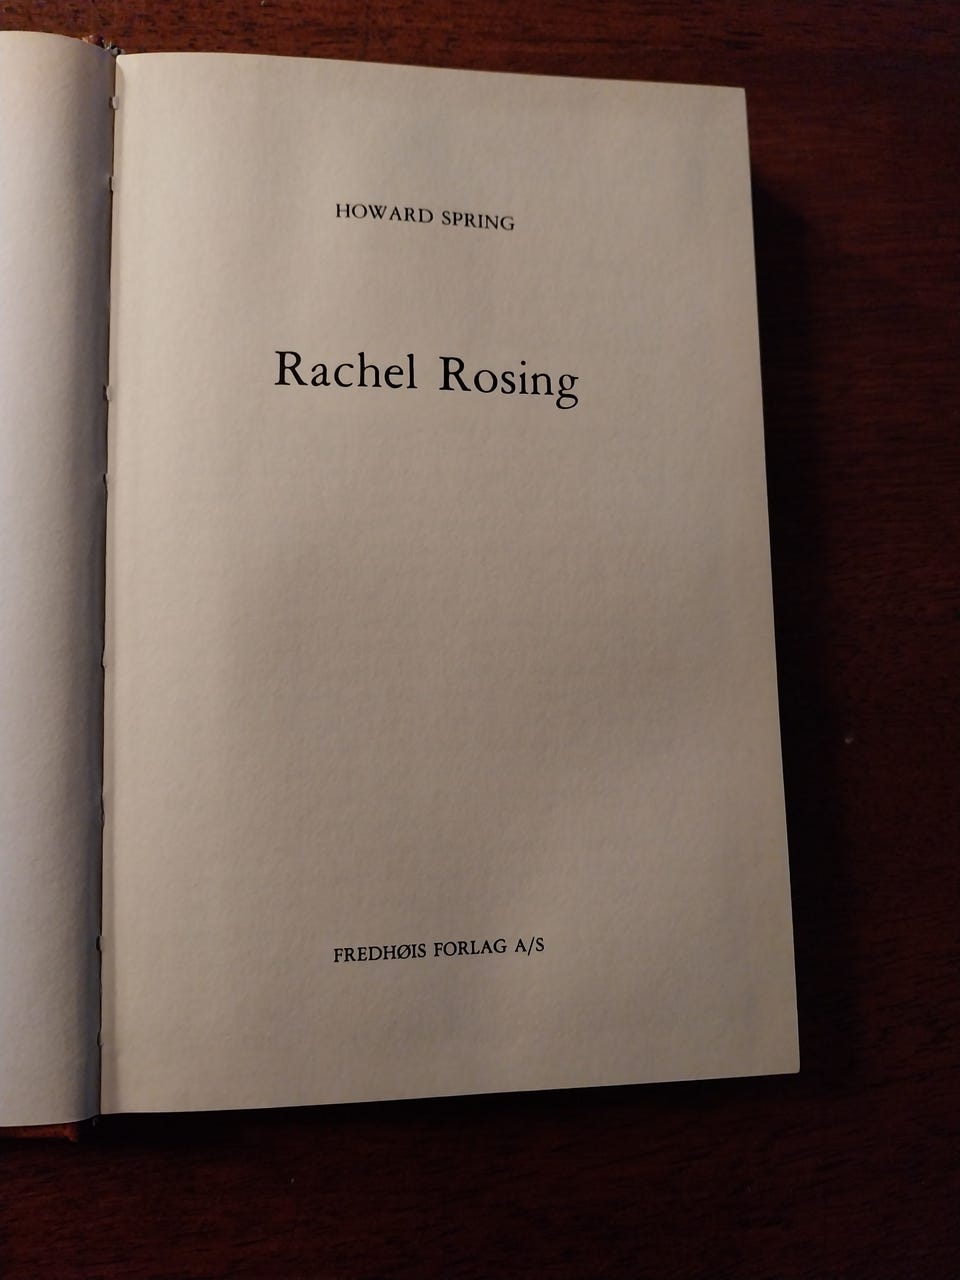 HOWARD SPRING
Rachel Rosing
FREDHØIS FORLAG A/S